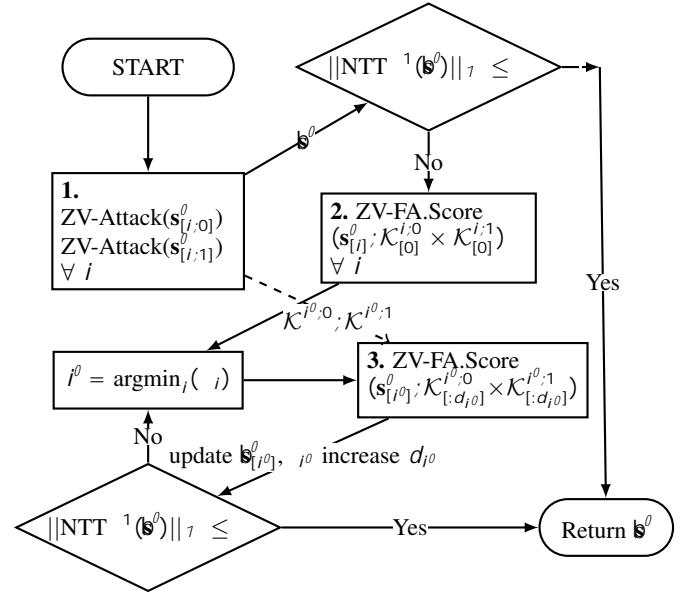 START
||NTT ¹(ŝ⁰)||₁ ≤
ŝ⁰
No
1.
ZV-Attack(s⁰[i;0])
ZV-Attack(s⁰[i;1])
∀ i
2. ZV-FA.Score
(s⁰[i]; K^{i;0}[0] × K^{i;1}[0])
∀ i
Yes
K^{i⁰;0}; K^{i⁰;1}
i⁰ = argminᵢ( ᵢ)
3. ZV-FA.Score
(s⁰[i⁰]; K^{i⁰;0}[:d_{i⁰}] × K^{i⁰;1}[:d_{i⁰}])
No
update ŝ⁰[i⁰], _{i⁰} increase d_{i⁰}
||NTT ¹(ŝ⁰)||₁ ≤
Yes
Return ŝ⁰